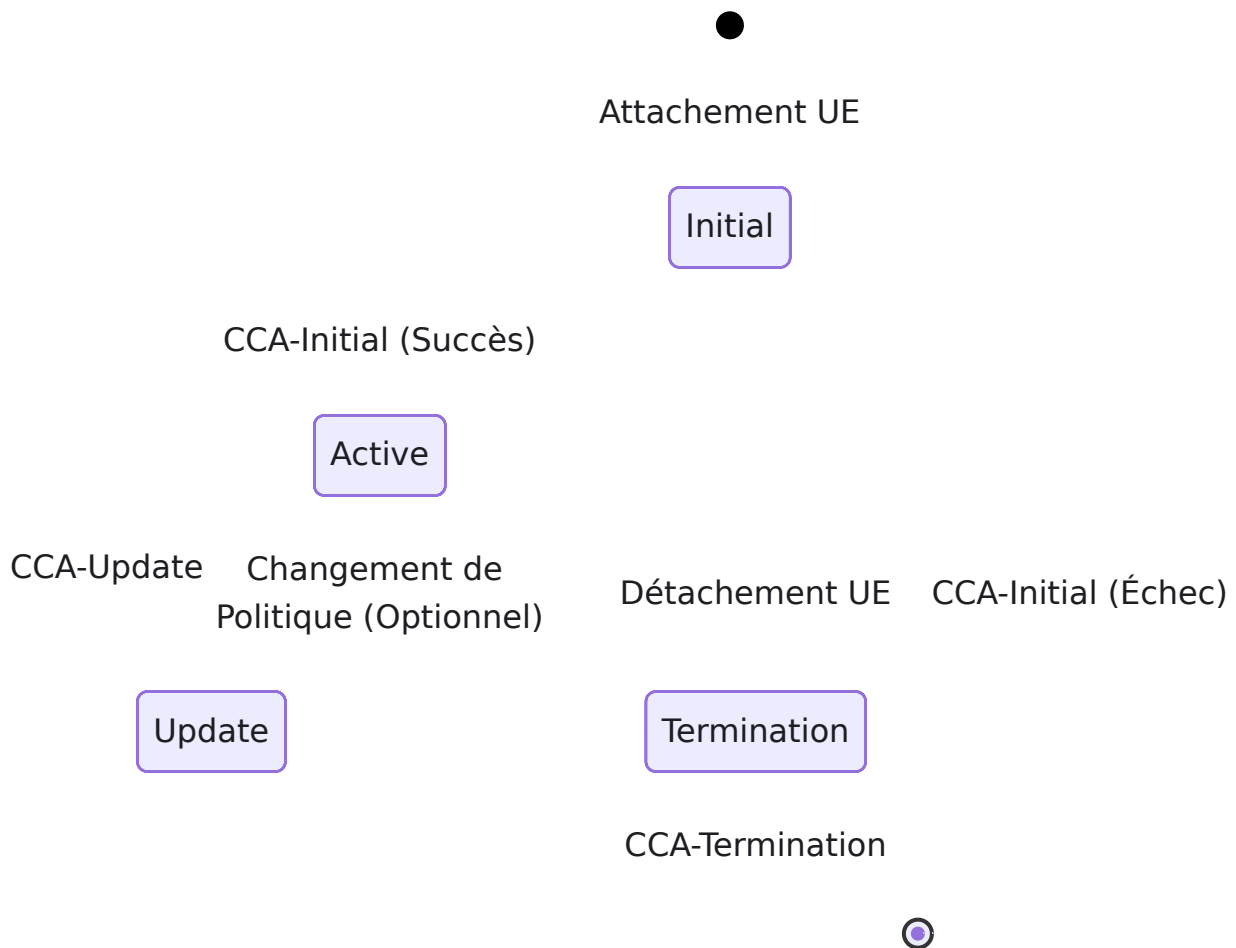 Attachement UE
Initial
CCA-Initial (Succès)
Active
CCA-Update
Changement de
Politique (Optionnel)
Détachement UE
CCA-Initial (Échec)
Update
Termination
CCA-Termination